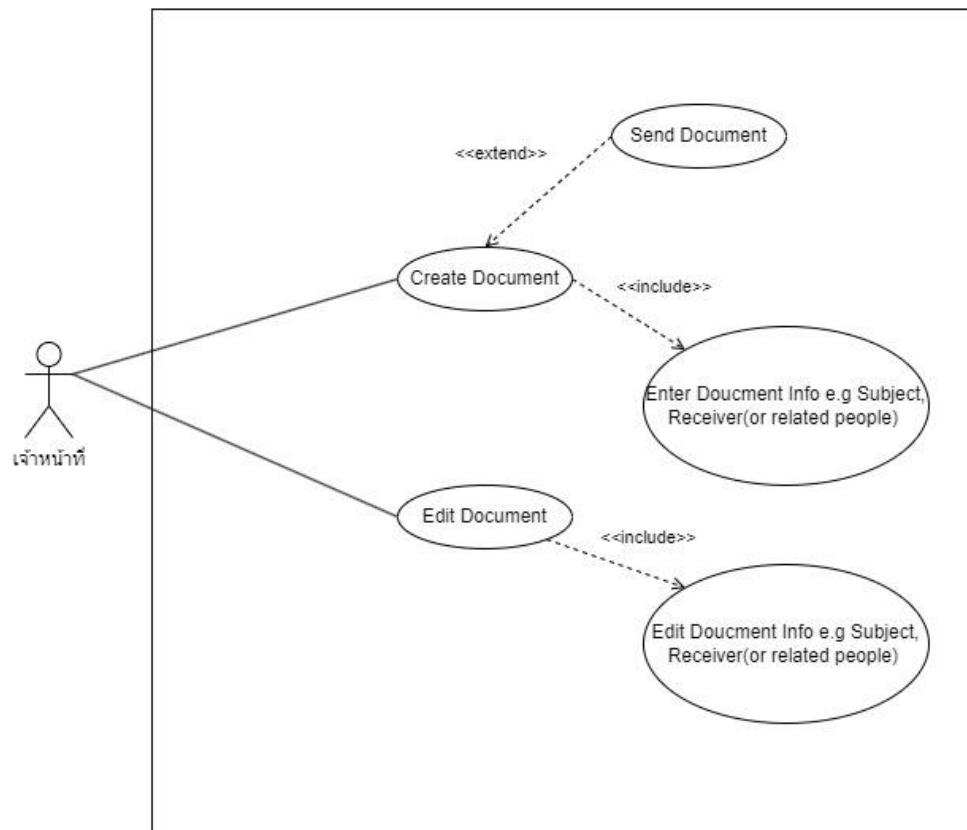 Send Document
<<extend>>
Create Document
<<include>>
Enter Doucment Info e.g Subject,
Receiver(or related people)
เจ้าหน้าที่
Edit Document
<<include>>
Edit Doucment Info e.g Subject,
Receiver(or related people)